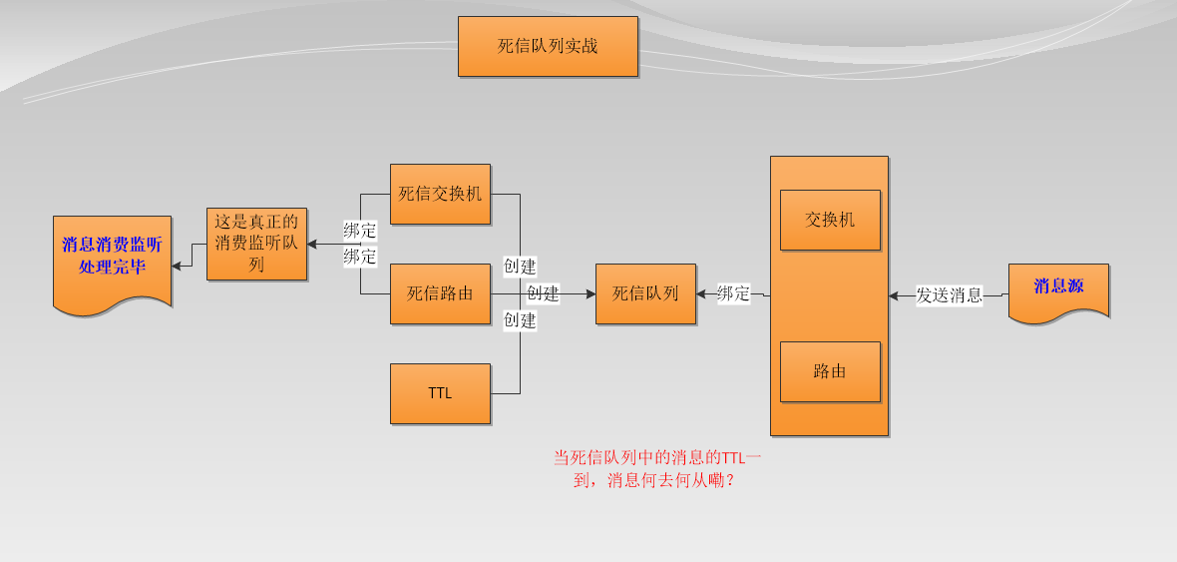 死信队列实战
消息消费监听
处理完毕
这是真正的
消费监听队
列
绑定
绑定
死信交换机
死信路由
TTL
创建
创建
创建
死信队列
绑定
交换机
路由
发送消息
消息源
当死信队列中的消息的TTL一
到，消息何去何从嘞？